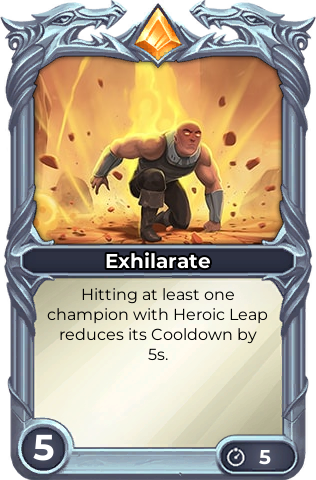 Exhilarate
Hitting at least one
champion with Heroic Leap
reduces its Cooldown by
5s.
5
5